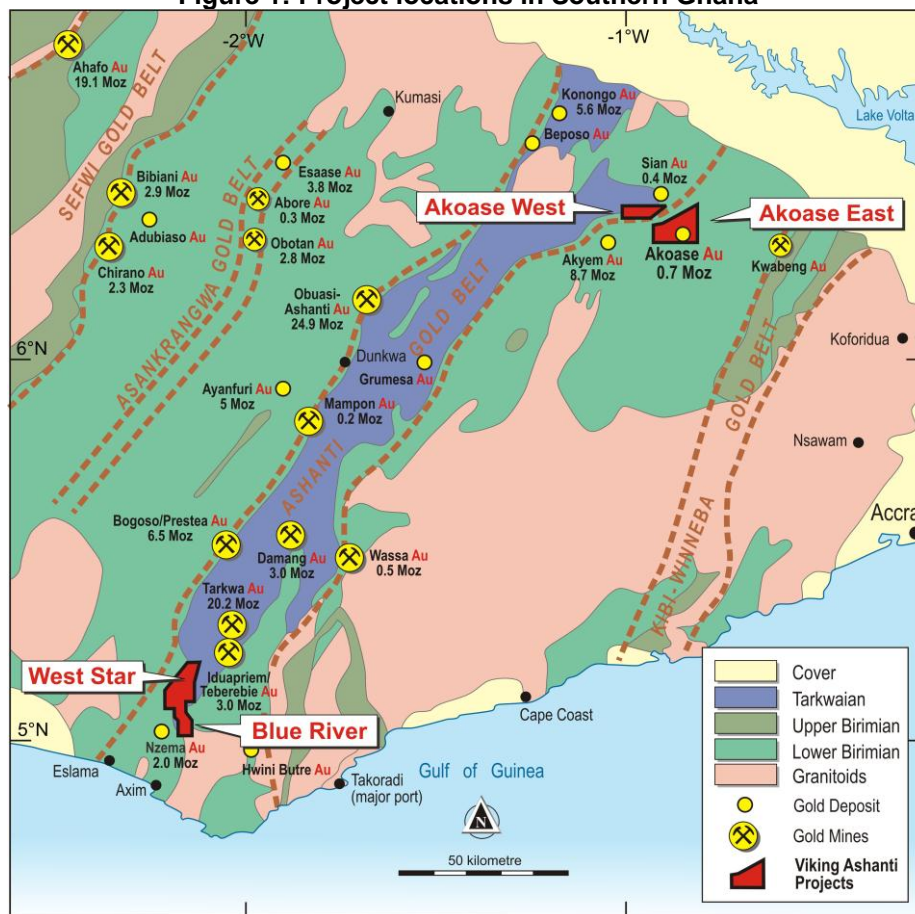 Figure 1: Project locations in Southern Ghana
-2°W
-1°W
Ahafo Au
19.1 Moz
SEFWI GOLD BELT
Kumasi
Konongo Au
5.6 Moz
Beposo Au
Lake Volta
Bibiani Au
2.9 Moz
Esaase Au
3.8 Moz
Sian Au
0.4 Moz
Abore Au
0.3 Moz
Akoase West
Akoase East
Adubiaso Au
Obotan Au
2.8 Moz
Chirano Au
2.3 Moz
Akyem Au
8.7 Moz
Akoase Au
0.7 Moz
Kwabeng Au
ASANKRANGWA GOLD BELT
Obuasi-
Ashanti Au
24.9 Moz
GOLD BELT
Koforidua
6°N
Dunkwa
Grumesa Au
Ayanfuri Au
5 Moz
Mampon Au
0.2 Moz
GOLD BELT
Nsawam
ASHANTI
Bogoso/Prestea Au
6.5 Moz
Damang Au
3.0 Moz
Wassa Au
0.5 Moz
Accra
Tarkwa Au
20.2 Moz
KIBI-WINNEBA
West Star
Iduapriem/
Teberebie Au
3.0 Moz
Blue River
Cape Coast
5°N
Nzema Au
2.0 Moz
Eslama
Hwini Butre Au
Axim
Takoradi
(major port)
Gulf of Guinea
N
50 kilometre
Cover
Tarkwaian
Upper Birimian
Lower Birimian
Granitoids
Gold Deposit
Gold Mines
Viking Ashanti
Projects